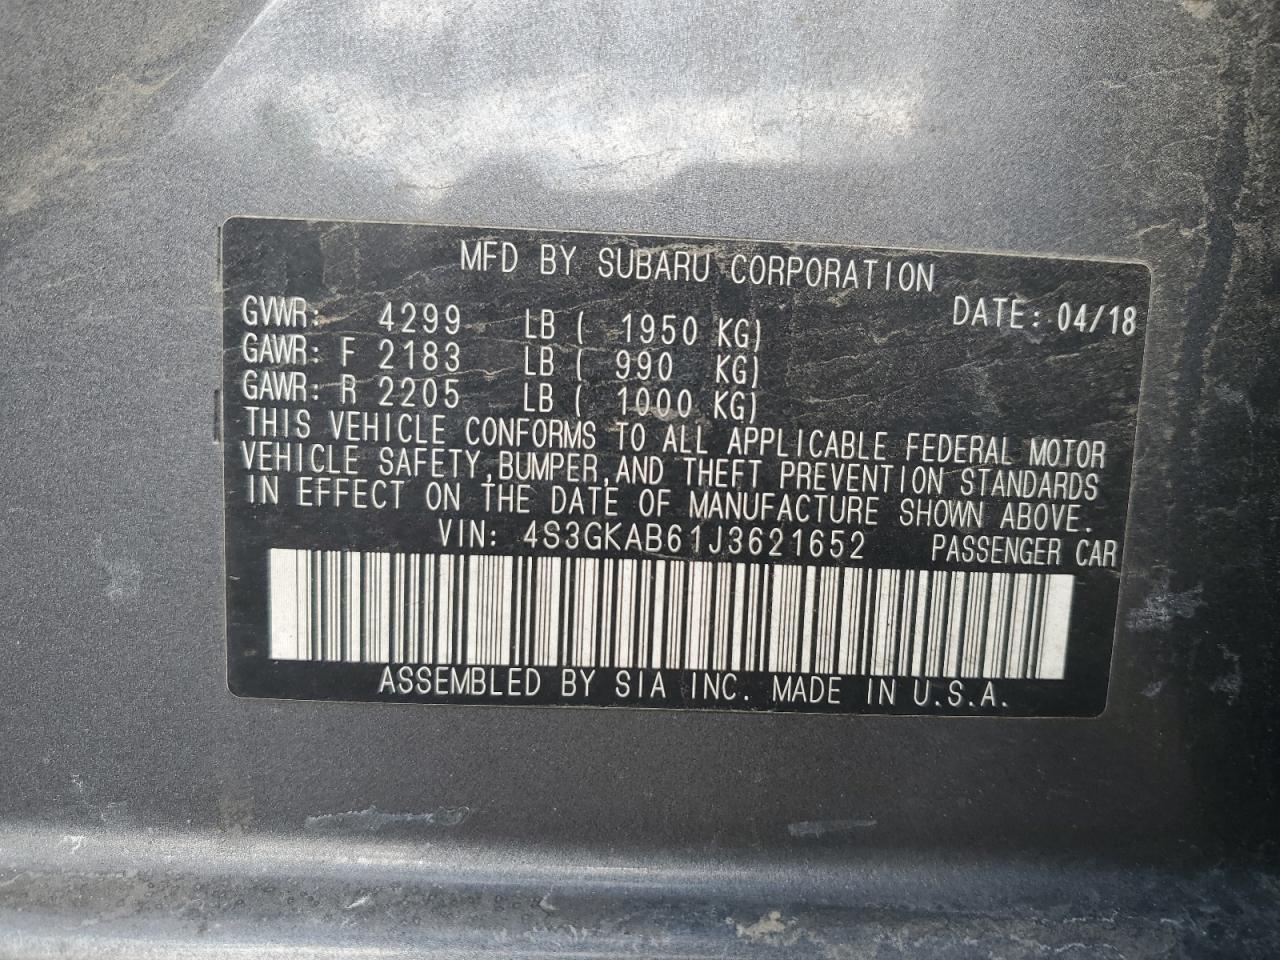 MFD BY SUBARU CORPORATION
GVWR: 4299 LB ( 1950 KG) DATE: 04/18
GAWR: F 2183 LB ( 990 KG)
GAWR: R 2205 LB ( 1000 KG)
THIS VEHICLE CONFORMS TO ALL APPLICABLE FEDERAL MOTOR
VEHICLE SAFETY,BUMPER,AND THEFT PREVENTION STANDARDS
IN EFFECT ON THE DATE OF MANUFACTURE SHOWN ABOVE.
VIN: 4S3GKAB61J3621652 PASSENGER CAR
ASSEMBLED BY SIA INC. MADE IN U.S.A.